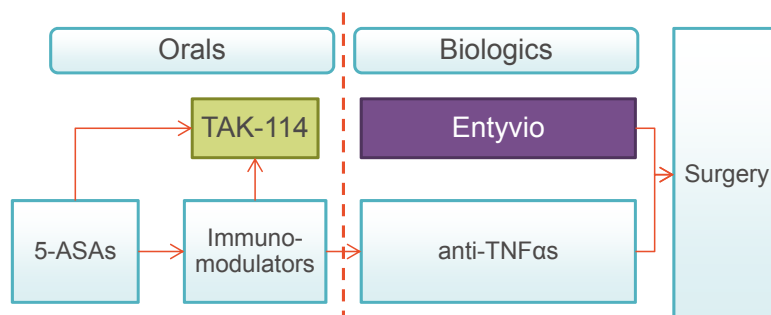 Orals
Biologics
TAK-114
Entyvio
Surgery
5-ASAs
Immuno-
modulators
anti-TNFαs